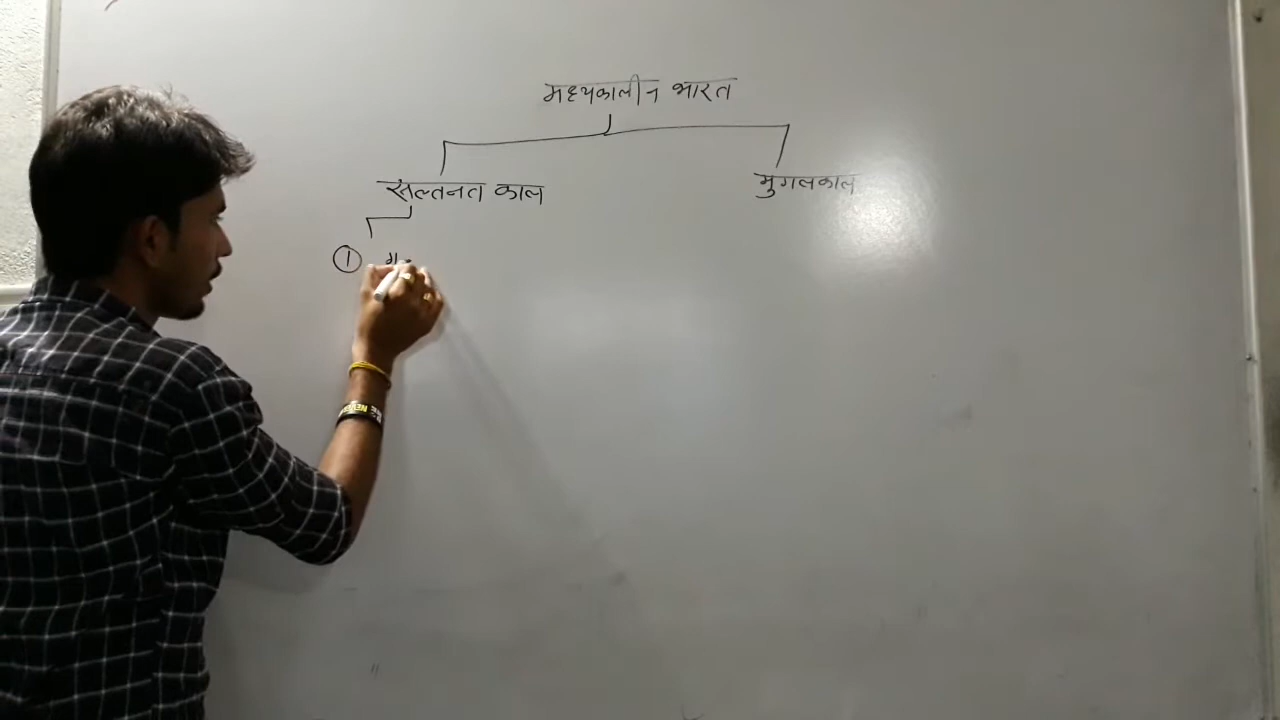 मध्यकालीन भारत
सल्तनत काल
मुगलकाल
①